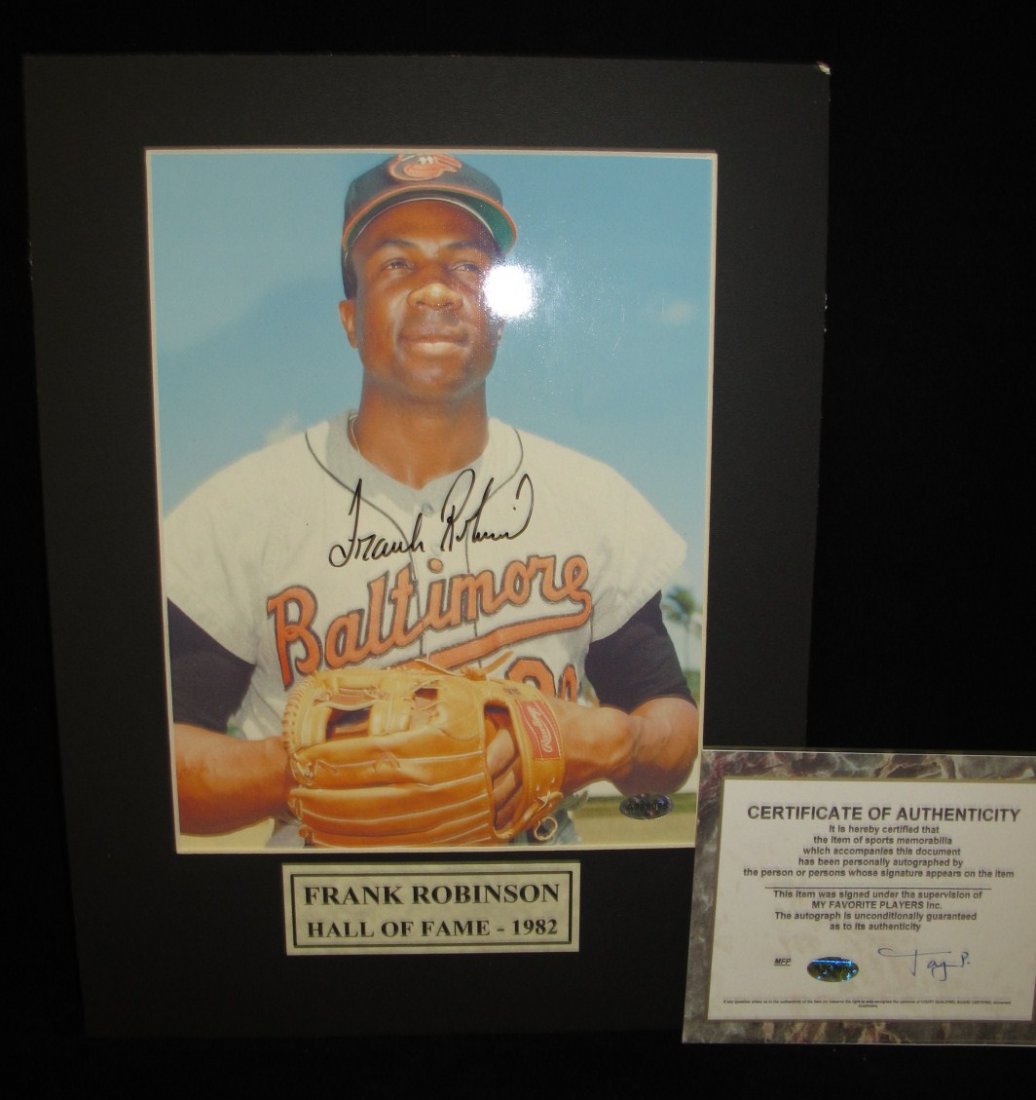 Frank Robinson
Baltimore
Rawlings
FRANK ROBINSON
HALL OF FAME - 1982
CERTIFICATE OF AUTHENTICITY
It is hereby certified that
the item of sports memorabilia
which accompanies this document
has been personally autographed by
the person or persons whose signature appears on the item
This item was signed under the supervision of
MY FAVORITE PLAYERS Inc.
The autograph is unconditionally guaranteed
as to its authenticity
MFP